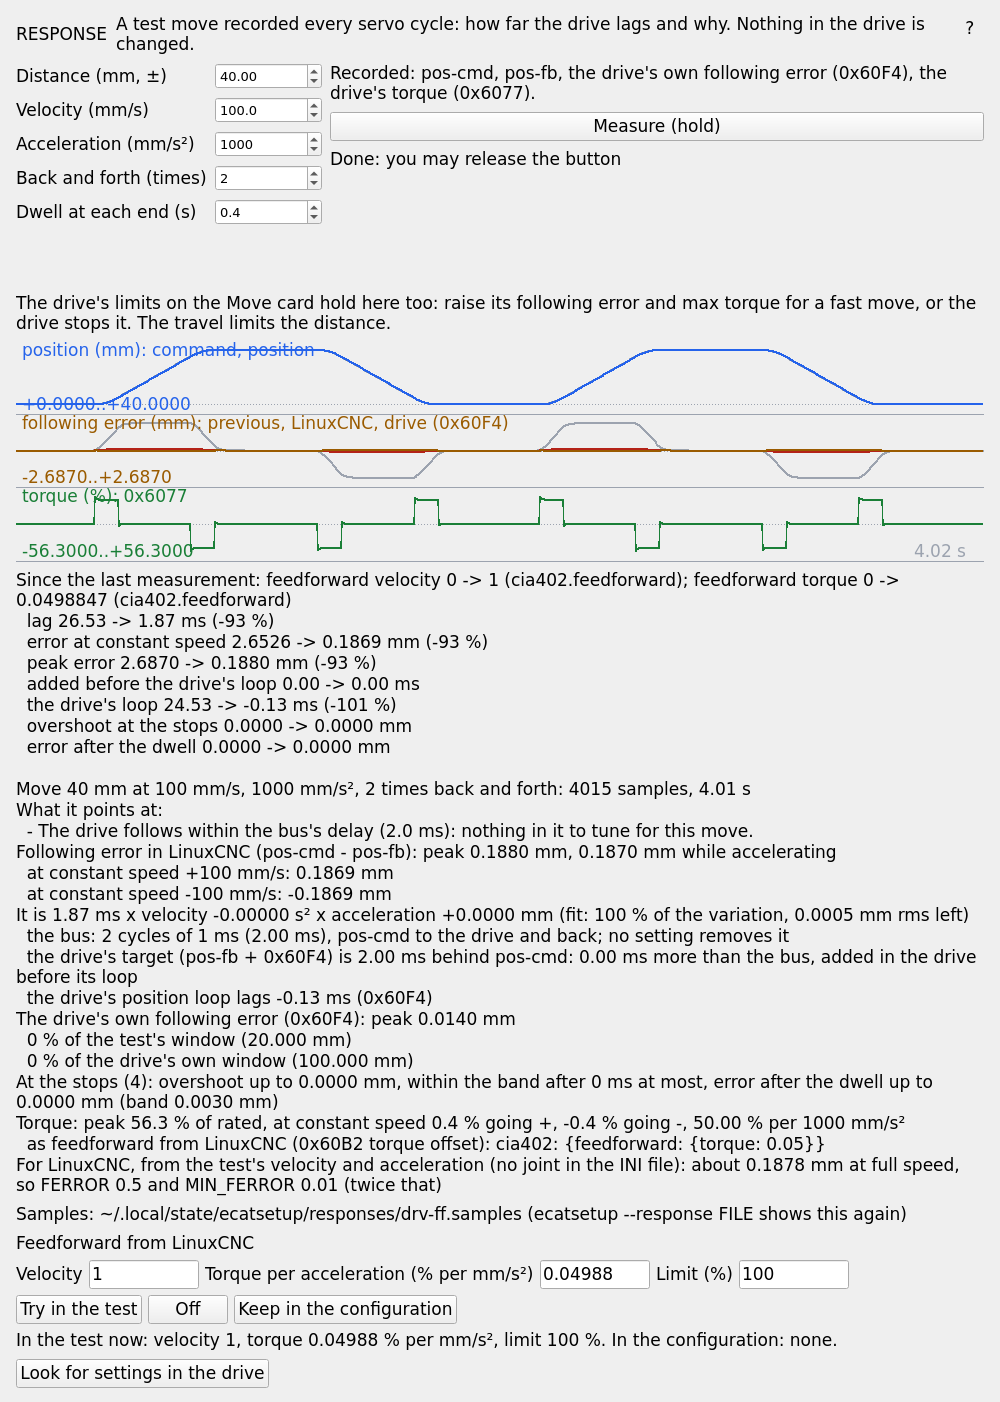 RESPONSE A test move recorded every servo cycle: how far the drive lags and why. Nothing in the drive is changed. ?
Distance (mm, ±) 40.00
Velocity (mm/s) 100.0
Acceleration (mm/s²) 1000
Back and forth (times) 2
Dwell at each end (s) 0.4
Recorded: pos-cmd, pos-fb, the drive's own following error (0x60F4), the
drive's torque (0x6077).
Measure (hold)
Done: you may release the button
The drive's limits on the Move card hold here too: raise its following error and max torque for a fast move, or the
drive stops it. The travel limits the distance.
position (mm): command, position
+0.0000..+40.0000
following error (mm): previous, LinuxCNC, drive (0x60F4)
-2.6870..+2.6870
torque (%): 0x6077
-56.3000..+56.3000
4.02 s
Since the last measurement: feedforward velocity 0 -> 1 (cia402.feedforward); feedforward torque 0 ->
0.0498847 (cia402.feedforward)
lag 26.53 -> 1.87 ms (-93 %)
error at constant speed 2.6526 -> 0.1869 mm (-93 %)
peak error 2.6870 -> 0.1880 mm (-93 %)
added before the drive's loop 0.00 -> 0.00 ms
the drive's loop 24.53 -> -0.13 ms (-101 %)
overshoot at the stops 0.0000 -> 0.0000 mm
error after the dwell 0.0000 -> 0.0000 mm
Move 40 mm at 100 mm/s, 1000 mm/s², 2 times back and forth: 4015 samples, 4.01 s
What it points at:
- The drive follows within the bus's delay (2.0 ms): nothing in it to tune for this move.
Following error in LinuxCNC (pos-cmd - pos-fb): peak 0.1880 mm, 0.1870 mm while accelerating
at constant speed +100 mm/s: 0.1869 mm
at constant speed -100 mm/s: -0.1869 mm
It is 1.87 ms x velocity -0.00000 s² x acceleration +0.0000 mm (fit: 100 % of the variation, 0.0005 mm rms left)
the bus: 2 cycles of 1 ms (2.00 ms), pos-cmd to the drive and back; no setting removes it
the drive's target (pos-fb + 0x60F4) is 2.00 ms behind pos-cmd: 0.00 ms more than the bus, added in the drive
before its loop
the drive's position loop lags -0.13 ms (0x60F4)
The drive's own following error (0x60F4): peak 0.0140 mm
0 % of the test's window (20.000 mm)
0 % of the drive's own window (100.000 mm)
At the stops (4): overshoot up to 0.0000 mm, within the band after 0 ms at most, error after the dwell up to
0.0000 mm (band 0.0030 mm)
Torque: peak 56.3 % of rated, at constant speed 0.4 % going +, -0.4 % going -, 50.00 % per 1000 mm/s²
as feedforward from LinuxCNC (0x60B2 torque offset): cia402: {feedforward: {torque: 0.05}}
For LinuxCNC, from the test's velocity and acceleration (no joint in the INI file): about 0.1878 mm at full speed,
so FERROR 0.5 and MIN_FERROR 0.01 (twice that)
Samples: ~/.local/state/ecatsetup/responses/drv-ff.samples (ecatsetup --response FILE shows this again)
Feedforward from LinuxCNC
Velocity 1 Torque per acceleration (% per mm/s²) 0.04988 Limit (%) 100
Try in the test Off Keep in the configuration
In the test now: velocity 1, torque 0.04988 % per mm/s², limit 100 %. In the configuration: none.
Look for settings in the drive